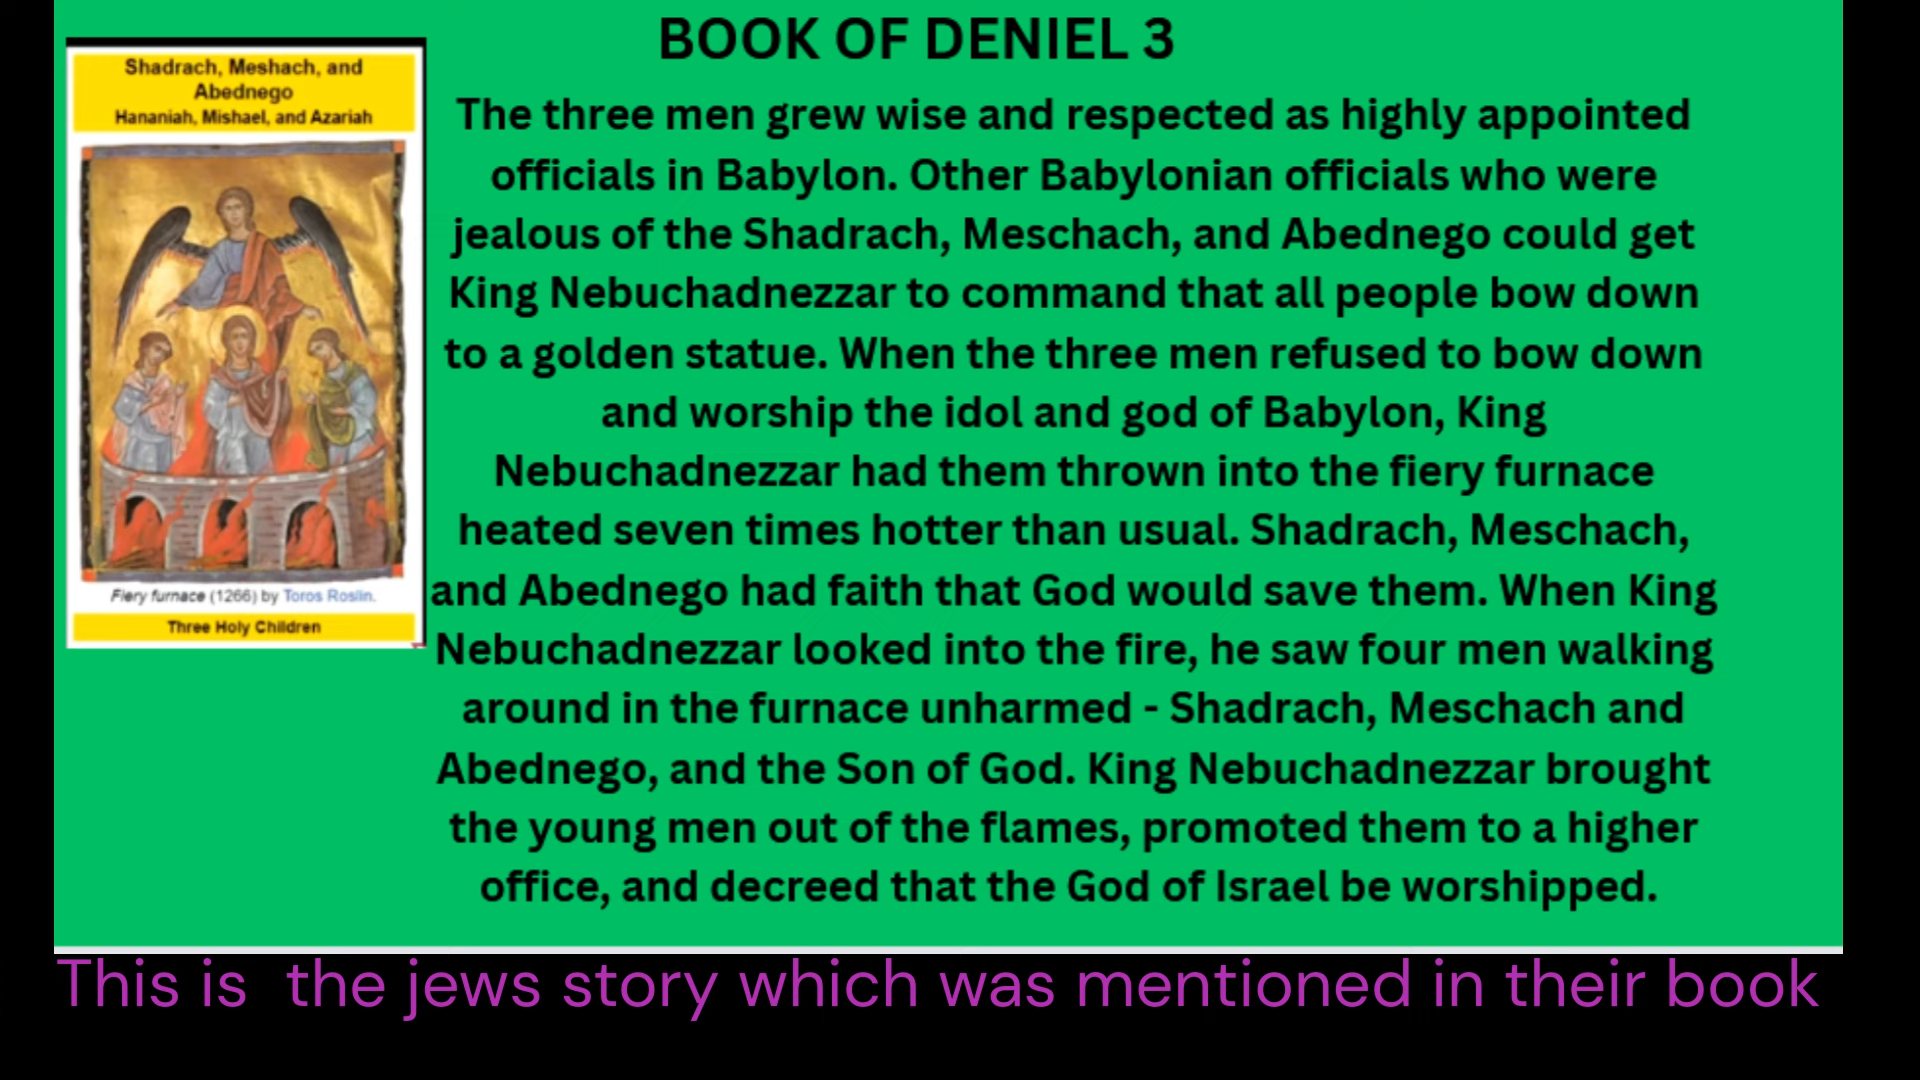 BOOK OF DENIEL 3
Shadrach, Meshach, and
Abednego
Hananiah, Mishael, and Azariah
Fiery furnace (1266) by Toros Roslin.
Three Holy Children
The three men grew wise and respected as highly appointed
officials in Babylon. Other Babylonian officials who were
jealous of the Shadrach, Meschach, and Abednego could get
King Nebuchadnezzar to command that all people bow down
to a golden statue. When the three men refused to bow down
and worship the idol and god of Babylon, King
Nebuchadnezzar had them thrown into the fiery furnace
heated seven times hotter than usual. Shadrach, Meschach,
and Abednego had faith that God would save them. When King
Nebuchadnezzar looked into the fire, he saw four men walking
around in the furnace unharmed - Shadrach, Meschach and
Abednego, and the Son of God. King Nebuchadnezzar brought
the young men out of the flames, promoted them to a higher
office, and decreed that the God of Israel be worshipped.
This is the jews story which was mentioned in their book